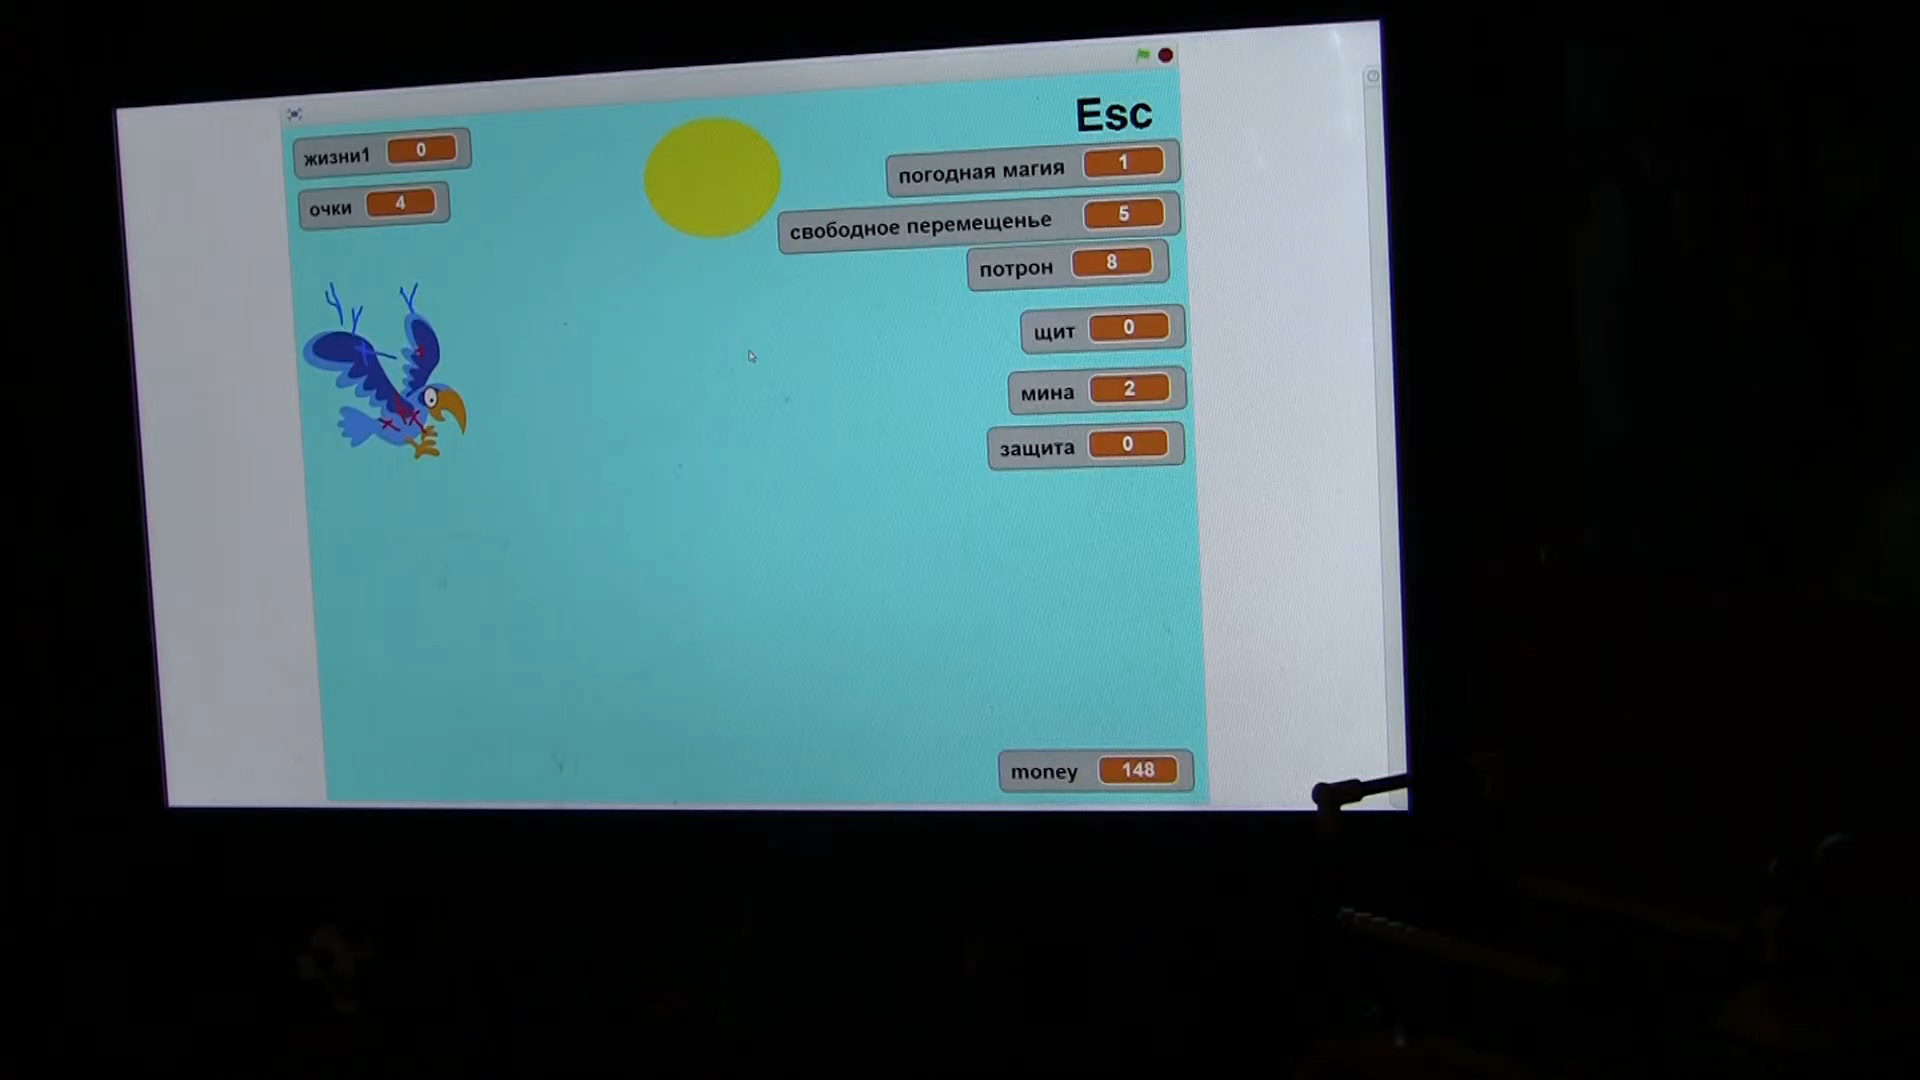 Esc
жизни1 0
погодная магия 1
очки 4
свободное перемещенье 5
потрон 8
щит 0
мина 2
защита 0
money 148